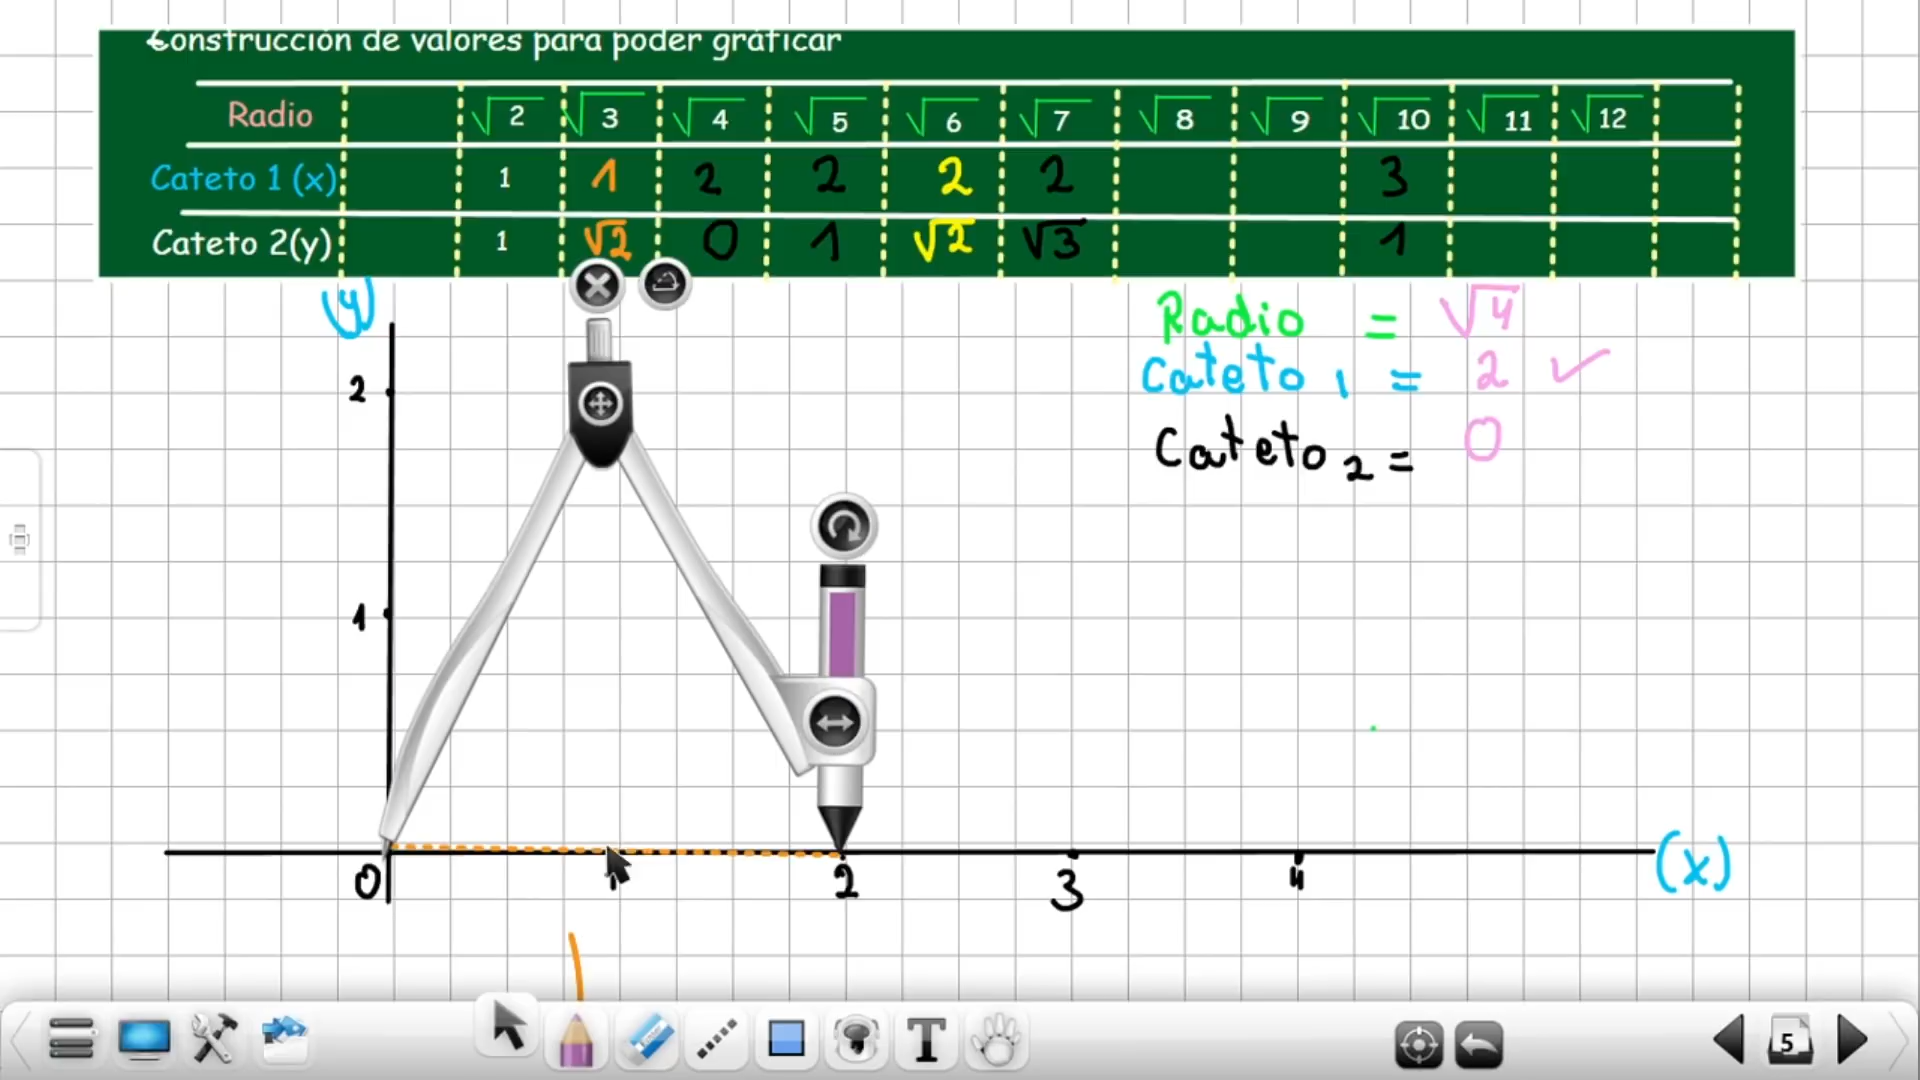 Construcción de valores para poder gráficar
Radio √2 √3 √4 √5 √6 √7 √8 √9 √10 √11 √12
Cateto 1 (x) 1 1 2 2 2 2 3
Cateto 2(y) 1 √2 0 1 √2 √3 1
(y)
Radio = √4
Cateto 1 = 2 ✓
Cateto 2 = 0
2
1
0 1 2 3 4 (x)
T
5